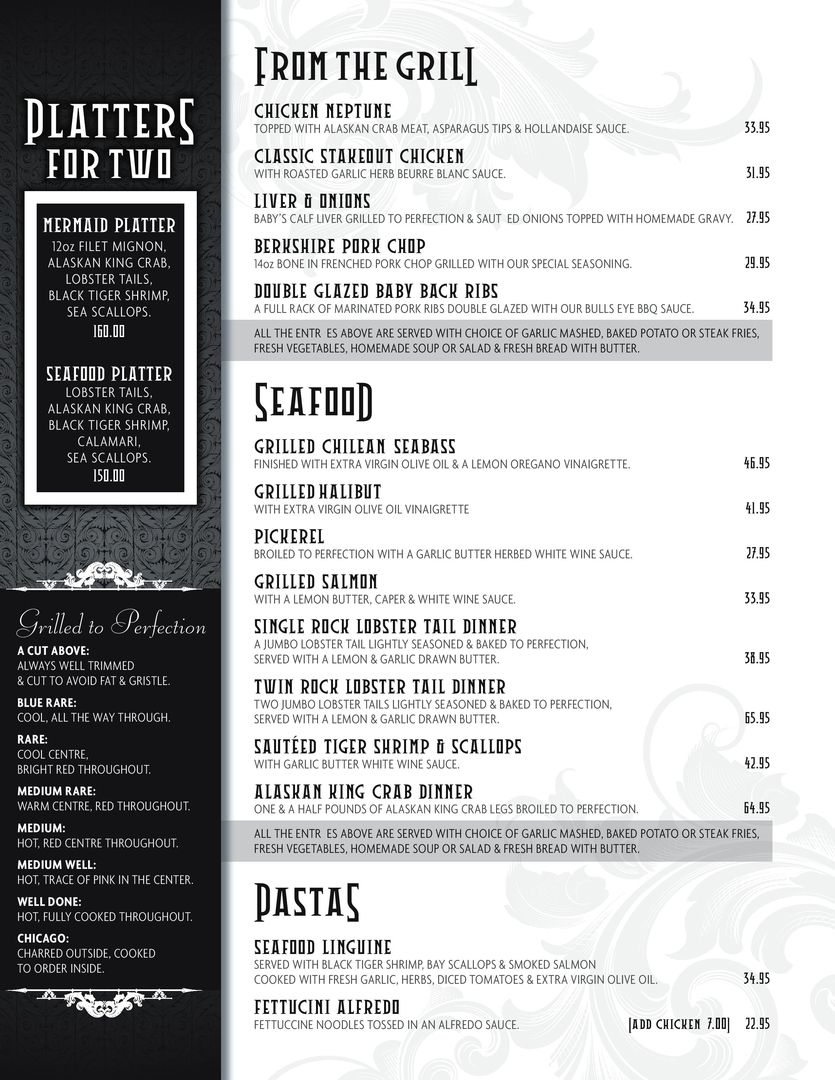 PLATTERS
FOR TWO
MERMAID PLATTER
12oz FILET MIGNON,
ALASKAN KING CRAB,
LOBSTER TAILS,
BLACK TIGER SHRIMP,
SEA SCALLOPS.
160.00
SEAFOOD PLATTER
LOBSTER TAILS,
ALASKAN KING CRAB,
BLACK TIGER SHRIMP,
CALAMARI,
SEA SCALLOPS.
150.00
Grilled to Perfection
A CUT ABOVE:
ALWAYS WELL TRIMMED
& CUT TO AVOID FAT & GRISTLE.
BLUE RARE:
COOL, ALL THE WAY THROUGH.
RARE:
COOL CENTRE,
BRIGHT RED THROUGHOUT.
MEDIUM RARE:
WARM CENTRE, RED THROUGHOUT.
MEDIUM:
HOT, RED CENTRE THROUGHOUT.
MEDIUM WELL:
HOT, TRACE OF PINK IN THE CENTER.
WELL DONE:
HOT, FULLY COOKED THROUGHOUT.
CHICAGO:
CHARRED OUTSIDE, COOKED
TO ORDER INSIDE.
FROM THE GRILL
CHICKEN NEPTUNE
TOPPED WITH ALASKAN CRAB MEAT, ASPARAGUS TIPS & HOLLANDAISE SAUCE. 33.95
CLASSIC STAKEOUT CHICKEN
WITH ROASTED GARLIC HERB BEURRE BLANC SAUCE. 31.95
LIVER & ONIONS
BABY'S CALF LIVER GRILLED TO PERFECTION & SAUT ED ONIONS TOPPED WITH HOMEMADE GRAVY. 27.95
BERKSHIRE PORK CHOP
14oz BONE IN FRENCHED PORK CHOP GRILLED WITH OUR SPECIAL SEASONING. 29.95
DOUBLE GLAZED BABY BACK RIBS
A FULL RACK OF MARINATED PORK RIBS DOUBLE GLAZED WITH OUR BULLS EYE BBQ SAUCE. 34.95
ALL THE ENTR ES ABOVE ARE SERVED WITH CHOICE OF GARLIC MASHED, BAKED POTATO OR STEAK FRIES,
FRESH VEGETABLES, HOMEMADE SOUP OR SALAD & FRESH BREAD WITH BUTTER.
SEAFOOD
GRILLED CHILEAN SEABASS
FINISHED WITH EXTRA VIRGIN OLIVE OIL & A LEMON OREGANO VINAIGRETTE. 46.95
GRILLED HALIBUT
WITH EXTRA VIRGIN OLIVE OIL VINAIGRETTE 41.95
PICKEREL
BROILED TO PERFECTION WITH A GARLIC BUTTER HERBED WHITE WINE SAUCE. 27.95
GRILLED SALMON
WITH A LEMON BUTTER, CAPER & WHITE WINE SAUCE. 33.95
SINGLE ROCK LOBSTER TAIL DINNER
A JUMBO LOBSTER TAIL LIGHTLY SEASONED & BAKED TO PERFECTION,
SERVED WITH A LEMON & GARLIC DRAWN BUTTER. 38.95
TWIN ROCK LOBSTER TAIL DINNER
TWO JUMBO LOBSTER TAILS LIGHTLY SEASONED & BAKED TO PERFECTION,
SERVED WITH A LEMON & GARLIC DRAWN BUTTER. 65.95
SAUTÉED TIGER SHRIMP & SCALLOPS
WITH GARLIC BUTTER WHITE WINE SAUCE. 42.95
ALASKAN KING CRAB DINNER
ONE & A HALF POUNDS OF ALASKAN KING CRAB LEGS BROILED TO PERFECTION. 64.95
ALL THE ENTR ES ABOVE ARE SERVED WITH CHOICE OF GARLIC MASHED, BAKED POTATO OR STEAK FRIES,
FRESH VEGETABLES, HOMEMADE SOUP OR SALAD & FRESH BREAD WITH BUTTER.
PASTAS
SEAFOOD LINGUINE
SERVED WITH BLACK TIGER SHRIMP, BAY SCALLOPS & SMOKED SALMON
COOKED WITH FRESH GARLIC, HERBS, DICED TOMATOES & EXTRA VIRGIN OLIVE OIL. 34.95
FETTUCINI ALFREDO
FETTUCCINE NOODLES TOSSED IN AN ALFREDO SAUCE. [ADD CHICKEN 7.00] 22.95